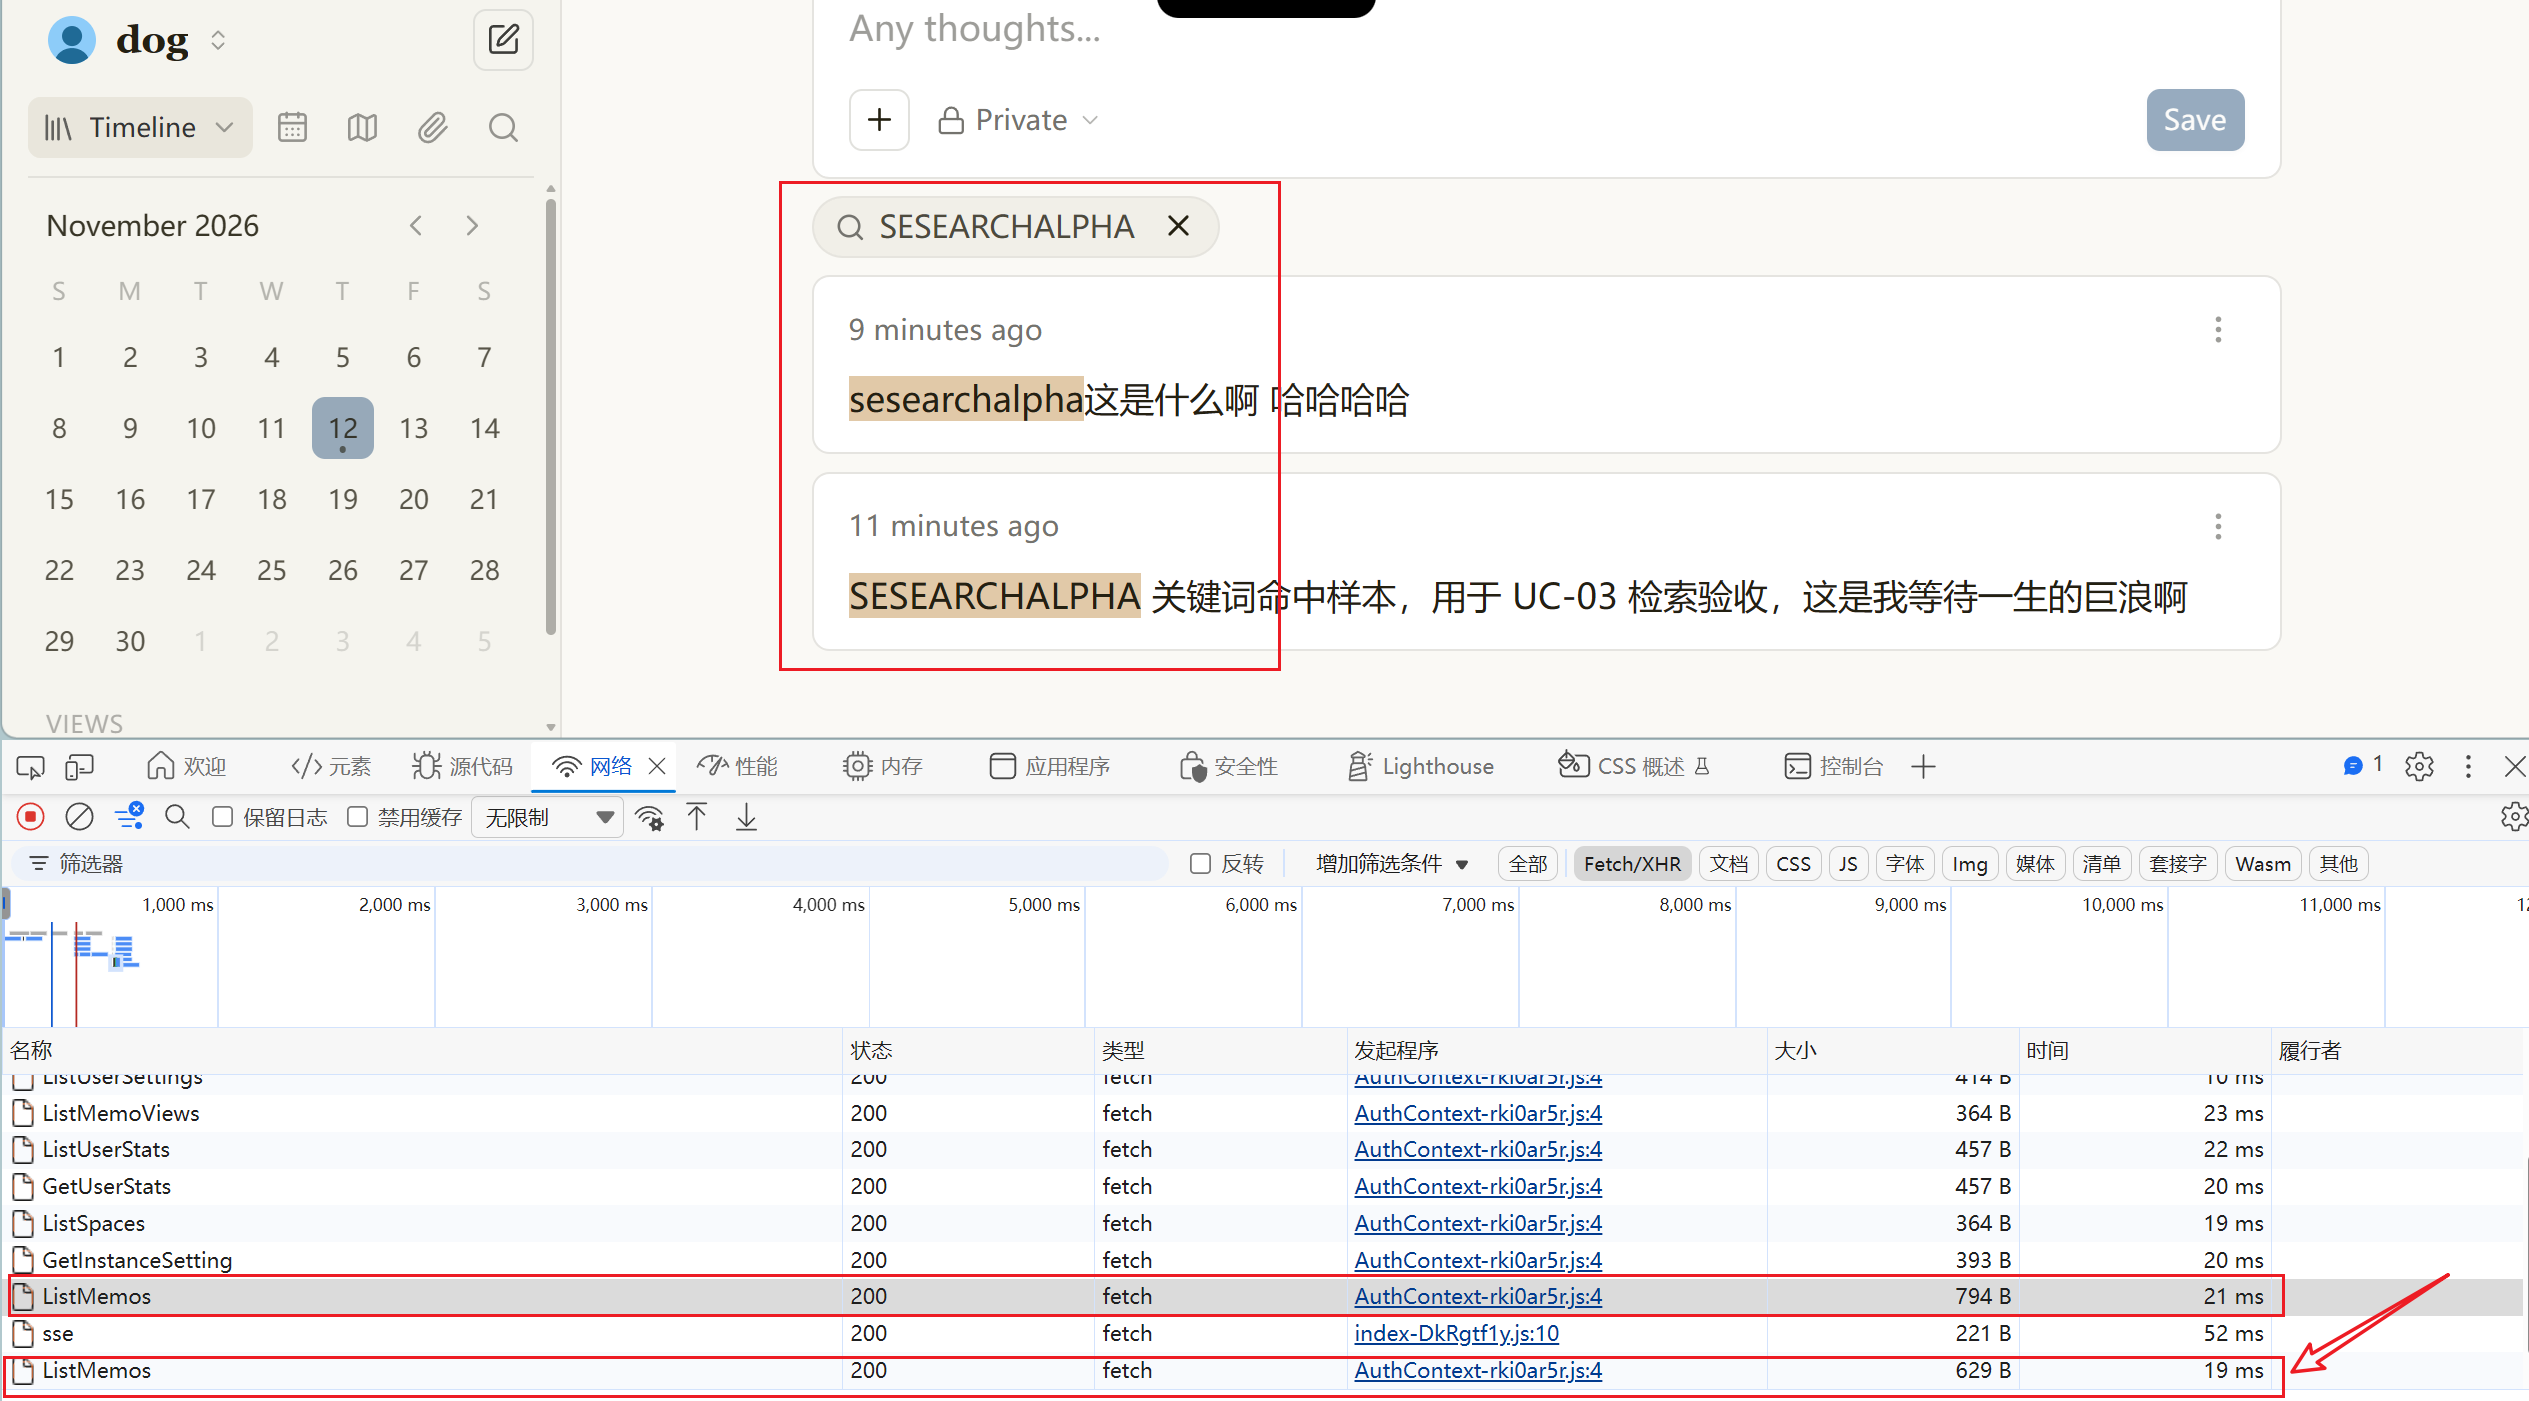 dog
Any thoughts...
Timeline
Private
Save
November 2026
S M T W T F S
1 2 3 4 5 6 7
8 9 10 11 12 13 14
15 16 17 18 19 20 21
22 23 24 25 26 27 28
29 30 1 2 3 4 5
VIEWS
SESEARCHALPHA
9 minutes ago
sesearchalpha这是什么啊 哈哈哈哈
11 minutes ago
SESEARCHALPHA 关键词命中样本，用于 UC-03 检索验收，这是我等待一生的巨浪啊
欢迎 </> 元素 源代码 网络 性能 内存 应用程序 安全性 Lighthouse CSS 概述 控制台 1
保留日志 禁用缓存 无限制
筛选器 反转 增加筛选条件 全部 Fetch/XHR 文档 CSS JS 字体 Img 媒体 清单 套接字 Wasm 其他
1,000 ms 2,000 ms 3,000 ms 4,000 ms 5,000 ms 6,000 ms 7,000 ms 8,000 ms 9,000 ms 10,000 ms 11,000 ms
名称 状态 类型 发起程序 大小 时间 履行者
ListUserSettings 200 fetch AuthContext-rki0ar5r.js:4 414 B 10 ms
ListMemoViews 200 fetch AuthContext-rki0ar5r.js:4 364 B 23 ms
ListUserStats 200 fetch AuthContext-rki0ar5r.js:4 457 B 22 ms
GetUserStats 200 fetch AuthContext-rki0ar5r.js:4 457 B 20 ms
ListSpaces 200 fetch AuthContext-rki0ar5r.js:4 364 B 19 ms
GetInstanceSetting 200 fetch AuthContext-rki0ar5r.js:4 393 B 20 ms
ListMemos 200 fetch AuthContext-rki0ar5r.js:4 794 B 21 ms
sse 200 fetch index-DkRgtf1y.js:10 221 B 52 ms
ListMemos 200 fetch AuthContext-rki0ar5r.js:4 629 B 19 ms